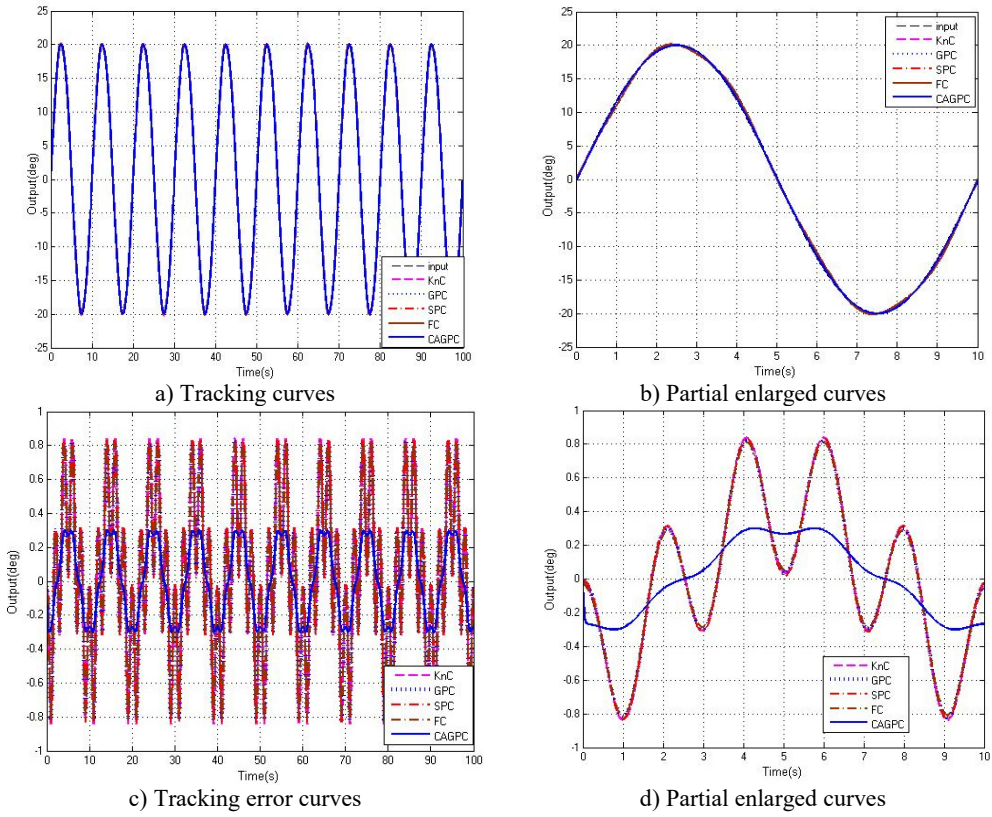 25
20
15
10
5
0
-5
-10
-15
-20
-25
Output(deg)
0 10 20 30 40 50 60 70 80 90 100
Time(s)
input
KnC
GPC
SPC
FC
CAGPC
a) Tracking curves
25
20
15
10
5
0
-5
-10
-15
-20
-25
Output(deg)
0 1 2 3 4 5 6 7 8 9 10
Time(s)
input
KnC
GPC
SPC
FC
CAGPC
b) Partial enlarged curves
1
0.8
0.6
0.4
0.2
0
-0.2
-0.4
-0.6
-0.8
-1
Output(deg)
0 10 20 30 40 50 60 70 80 90 100
Time(s)
KnC
GPC
SPC
FC
CAGPC
c) Tracking error curves
1
0.8
0.6
0.4
0.2
0
-0.2
-0.4
-0.6
-0.8
-1
Output(deg)
0 1 2 3 4 5 6 7 8 9 10
Time(s)
KnC
GPC
SPC
FC
CAGPC
d) Partial enlarged curves